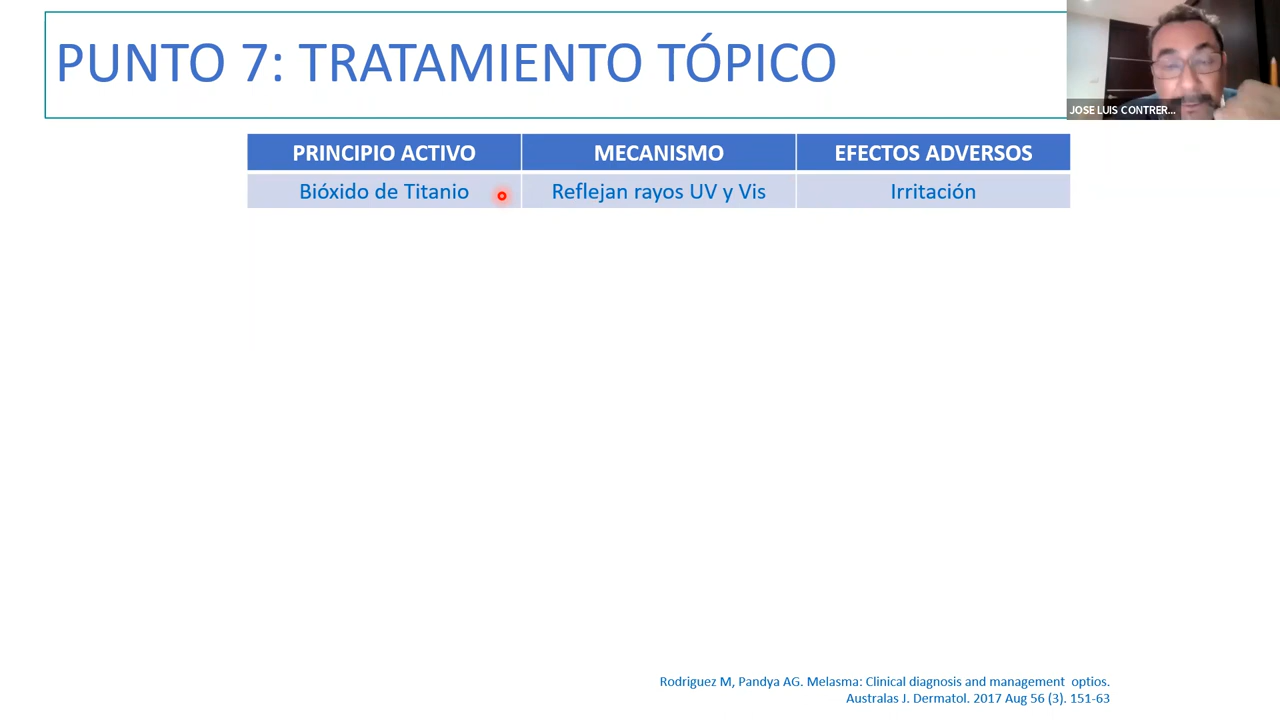 PUNTO 7: TRATAMIENTO TÓPICO
JOSE LUIS CONTRER...
PRINCIPIO ACTIVO MECANISMO EFECTOS ADVERSOS
Bióxido de Titanio Reflejan rayos UV y Vis Irritación
Rodriguez M, Pandya AG. Melasma: Clinical diagnosis and management optios.
Australas J. Dermatol. 2017 Aug 56 (3). 151-63